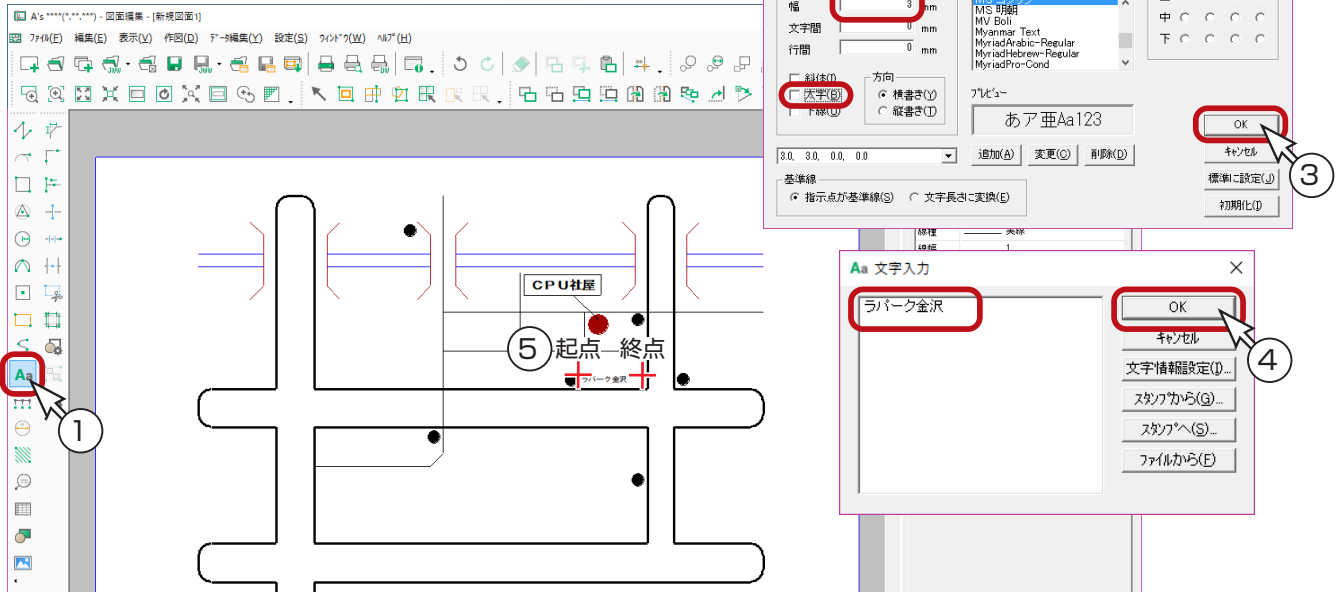 A's ****(*.**.***) - 図面編集 - [新規図面1]
ファイル(F) 編集(E) 表示(V) 作図(D) データ編集(Y) 設定(S) ウィンドウ(W) ヘルプ(H)
幅 3 mm
文字間 0 mm
行間 0 mm
斜体(I)
太字(B)
下線(U)
方向
横書き(Y)
縦書き(T)
MS ゴシック
MS 明朝
MV Boli
Myanmar Text
MyriadArabic-Regular
MyriadHebrew-Regular
MyriadPro-Cond
中
下
プレビュー
あア亜Aa123
3.0, 3.0, 0.0, 0.0
追加(A) 変更(C) 削除(D)
基準線
指示点が基準線(S) 文字長さに変換(E)
OK
キャンセル
標準に設定(J)
初期化(I)
③
線種 実線
線幅 1
Aa 文字入力
ラパーク金沢
OK
キャンセル
文字情報設定(I)...
スタンプから(G)...
スタンプへ(S)...
ファイルから(F)
④
CPU社屋
⑤ 起点 終点
ラパーク金沢
Aa
①